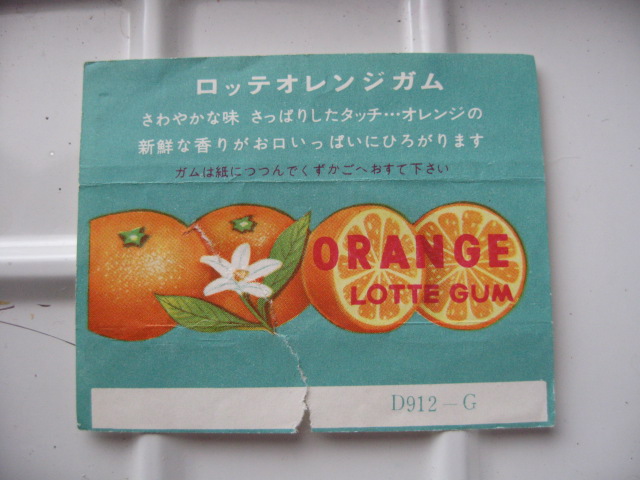 ロッテオレンジガム
さわやかな味 さっぱりしたタッチ…オレンジの
新鮮な香りがお口いっぱいにひろがります
ガムは紙につつんでくずかごへおすて下さい
ORANGE
LOTTE GUM
D912-G